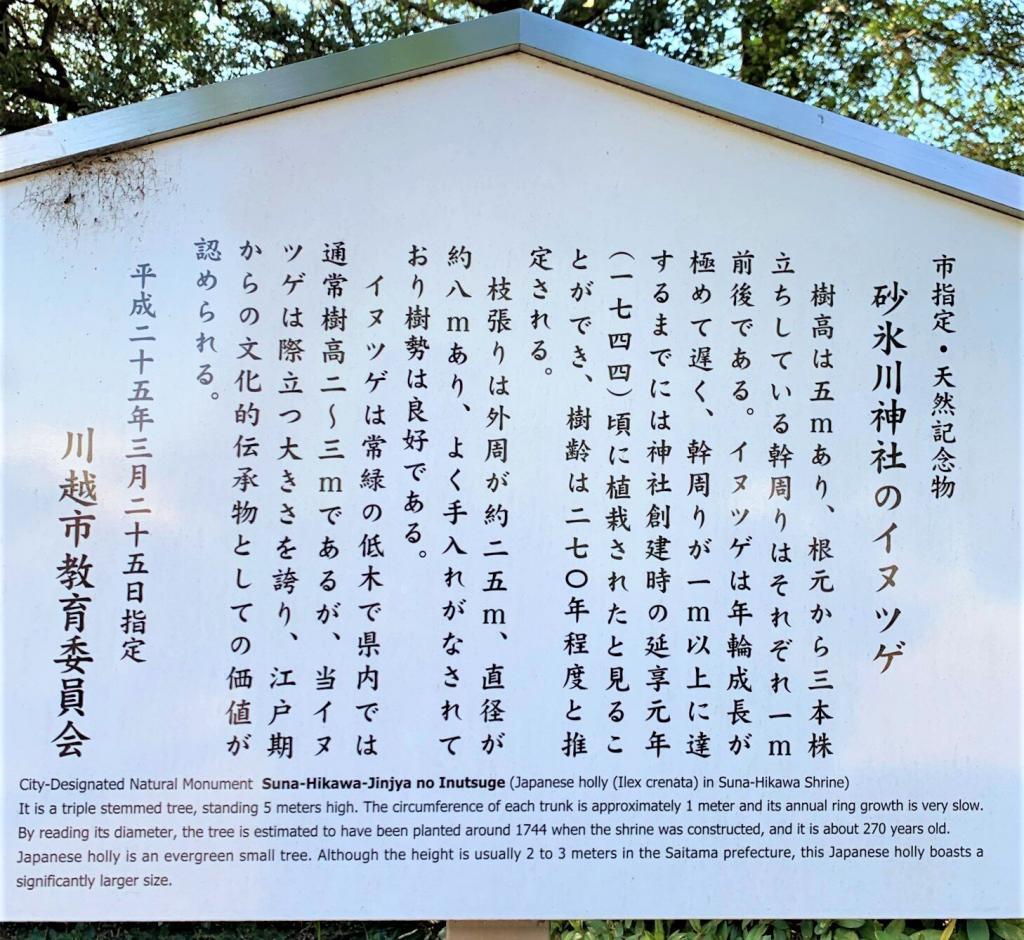 市指定・天然記念物
砂氷川神社のイヌツゲ
樹高は五mあり、根元から三本株
立ちしている幹周りはそれぞれ一m
前後である。イヌツゲは年輪成長が
極めて遅く、幹周りが一m以上に達
するまでには神社創建時の延享元年
（一七四四）頃に植栽されたと見るこ
とができ、樹齢は二七〇年程度と推
定される。
枝張りは外周が約二五m、直径が
約八mあり、よく手入れがなされて
おり樹勢は良好である。
イヌツゲは常緑の低木で県内では
通常樹高二～三mであるが、当イヌ
ツゲは際立つ大きさを誇り、江戸期
からの文化的伝承物としての価値が
認められる。
平成二十五年三月二十五日指定
川越市教育委員会
City-Designated Natural Monument Suna-Hikawa-Jinjya no Inutsuge (Japanese holly (Ilex crenata) in Suna-Hikawa Shrine)
It is a triple stemmed tree, standing 5 meters high. The circumference of each trunk is approximately 1 meter and its annual ring growth is very slow.
By reading its diameter, the tree is estimated to have been planted around 1744 when the shrine was constructed, and it is about 270 years old.
Japanese holly is an evergreen small tree. Although the height is usually 2 to 3 meters in the Saitama prefecture, this Japanese holly boasts a
significantly larger size.